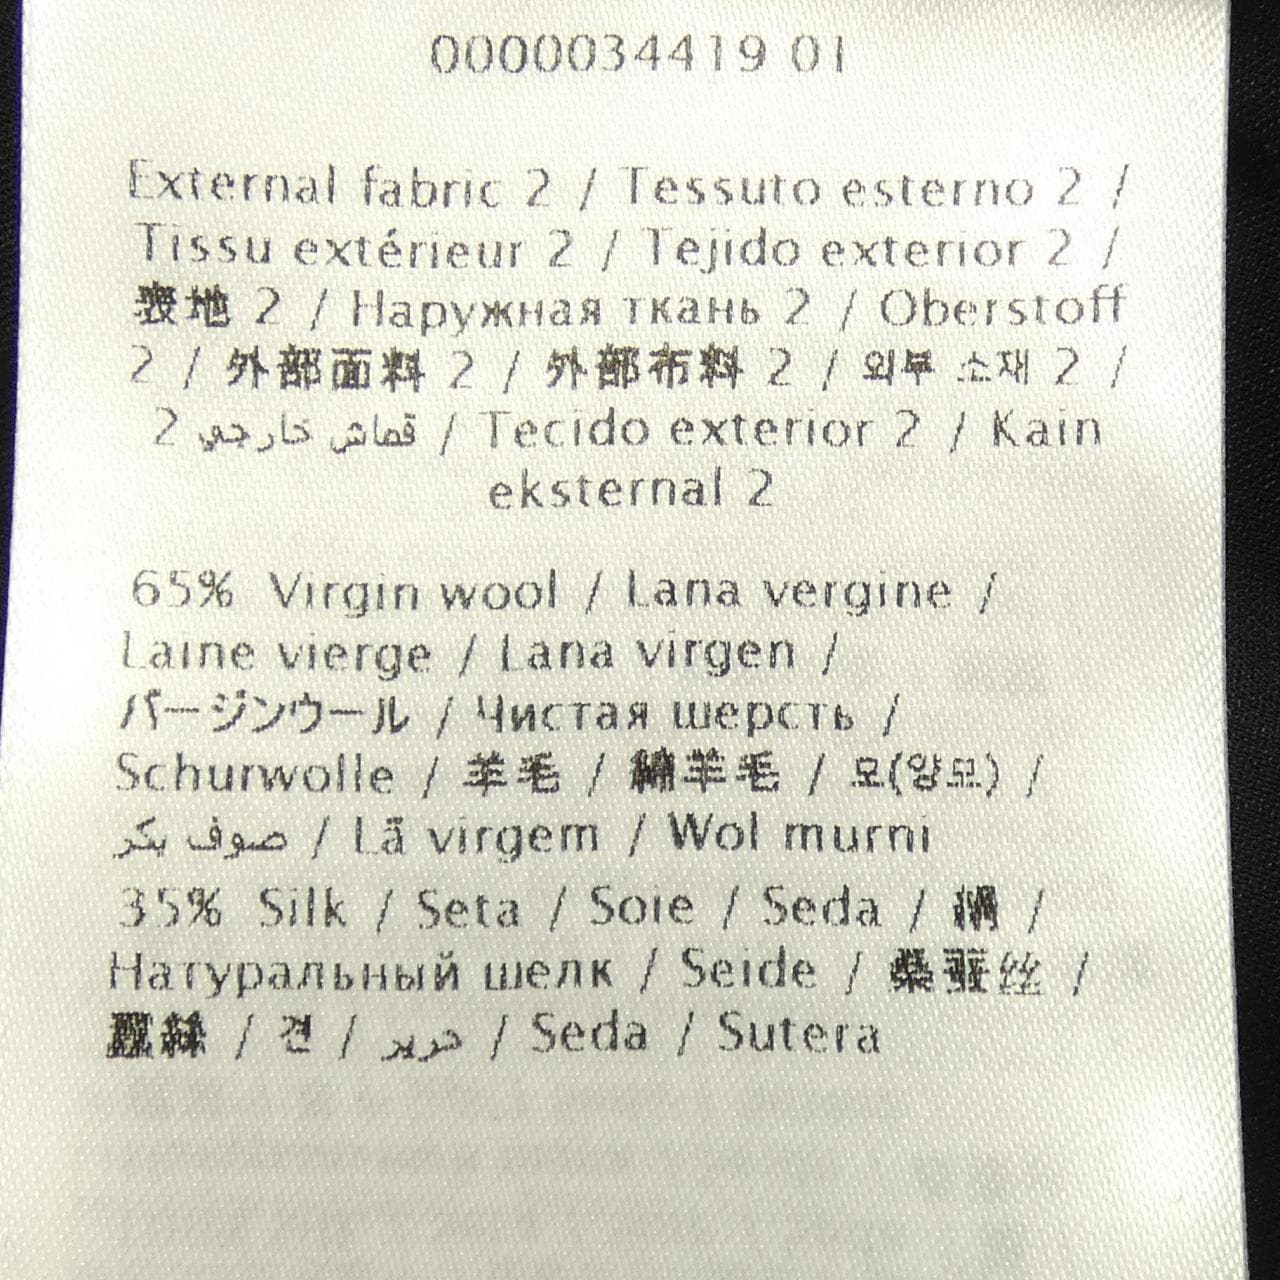 0000034419 01
External fabric 2 / Tessuto esterno 2 /
Tissu extérieur 2 / Tejido exterior 2 /
表地 2 / Наружная ткань 2 / Oberstoff
2 / 外部面料 2 / 外部布料 2 / 외부 소재 2 /
قماش خارجي 2 / Tecido exterior 2 / Kain
eksternal 2
65% Virgin wool / Lana vergine /
Laine vierge / Lana virgen /
バージンウール / Чистая шерсть /
Schurwolle / 羊毛 / 綿羊毛 / 모(양모) /
صوف بكر / Lã virgem / Wol murni
35% Silk / Seta / Soie / Seda / 絹 /
Натуральный шелк / Seide / 桑蚕丝 /
蠶絲 / 견 / حرير / Seda / Sutera